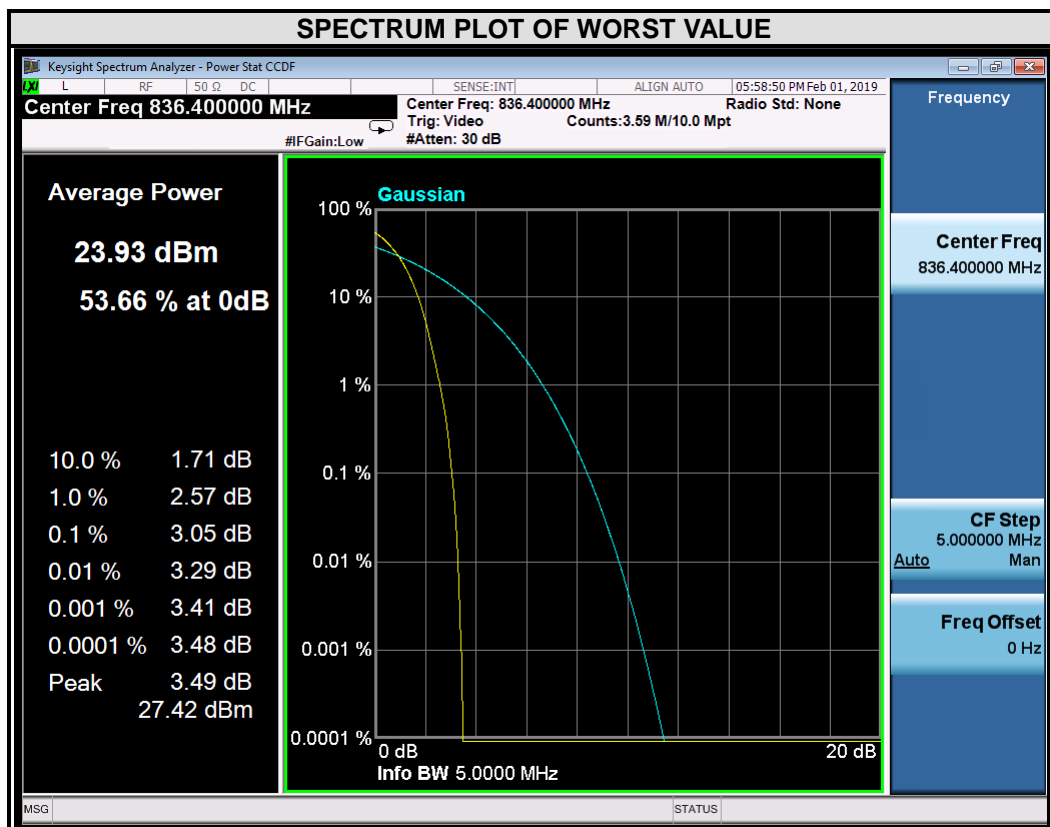 SPECTRUM PLOT OF WORST VALUE
Keysight Spectrum Analyzer - Power Stat CCDF
LXI L RF 50 Ω DC SENSE:INT ALIGN AUTO 05:58:50 PM Feb 01, 2019
Center Freq 836.400000 MHz
Center Freq: 836.400000 MHz Radio Std: None
Trig: Video Counts:3.59 M/10.0 Mpt
#IFGain:Low #Atten: 30 dB
Frequency
Average Power
23.93 dBm
53.66 % at 0dB
10.0 % 1.71 dB
1.0 % 2.57 dB
0.1 % 3.05 dB
0.01 % 3.29 dB
0.001 % 3.41 dB
0.0001 % 3.48 dB
Peak 3.49 dB
27.42 dBm
Gaussian
100 %
10 %
1 %
0.1 %
0.01 %
0.001 %
0.0001 %
0 dB 20 dB
Info BW 5.0000 MHz
Center Freq
836.400000 MHz
CF Step
5.000000 MHz
Auto Man
Freq Offset
0 Hz
MSG STATUS